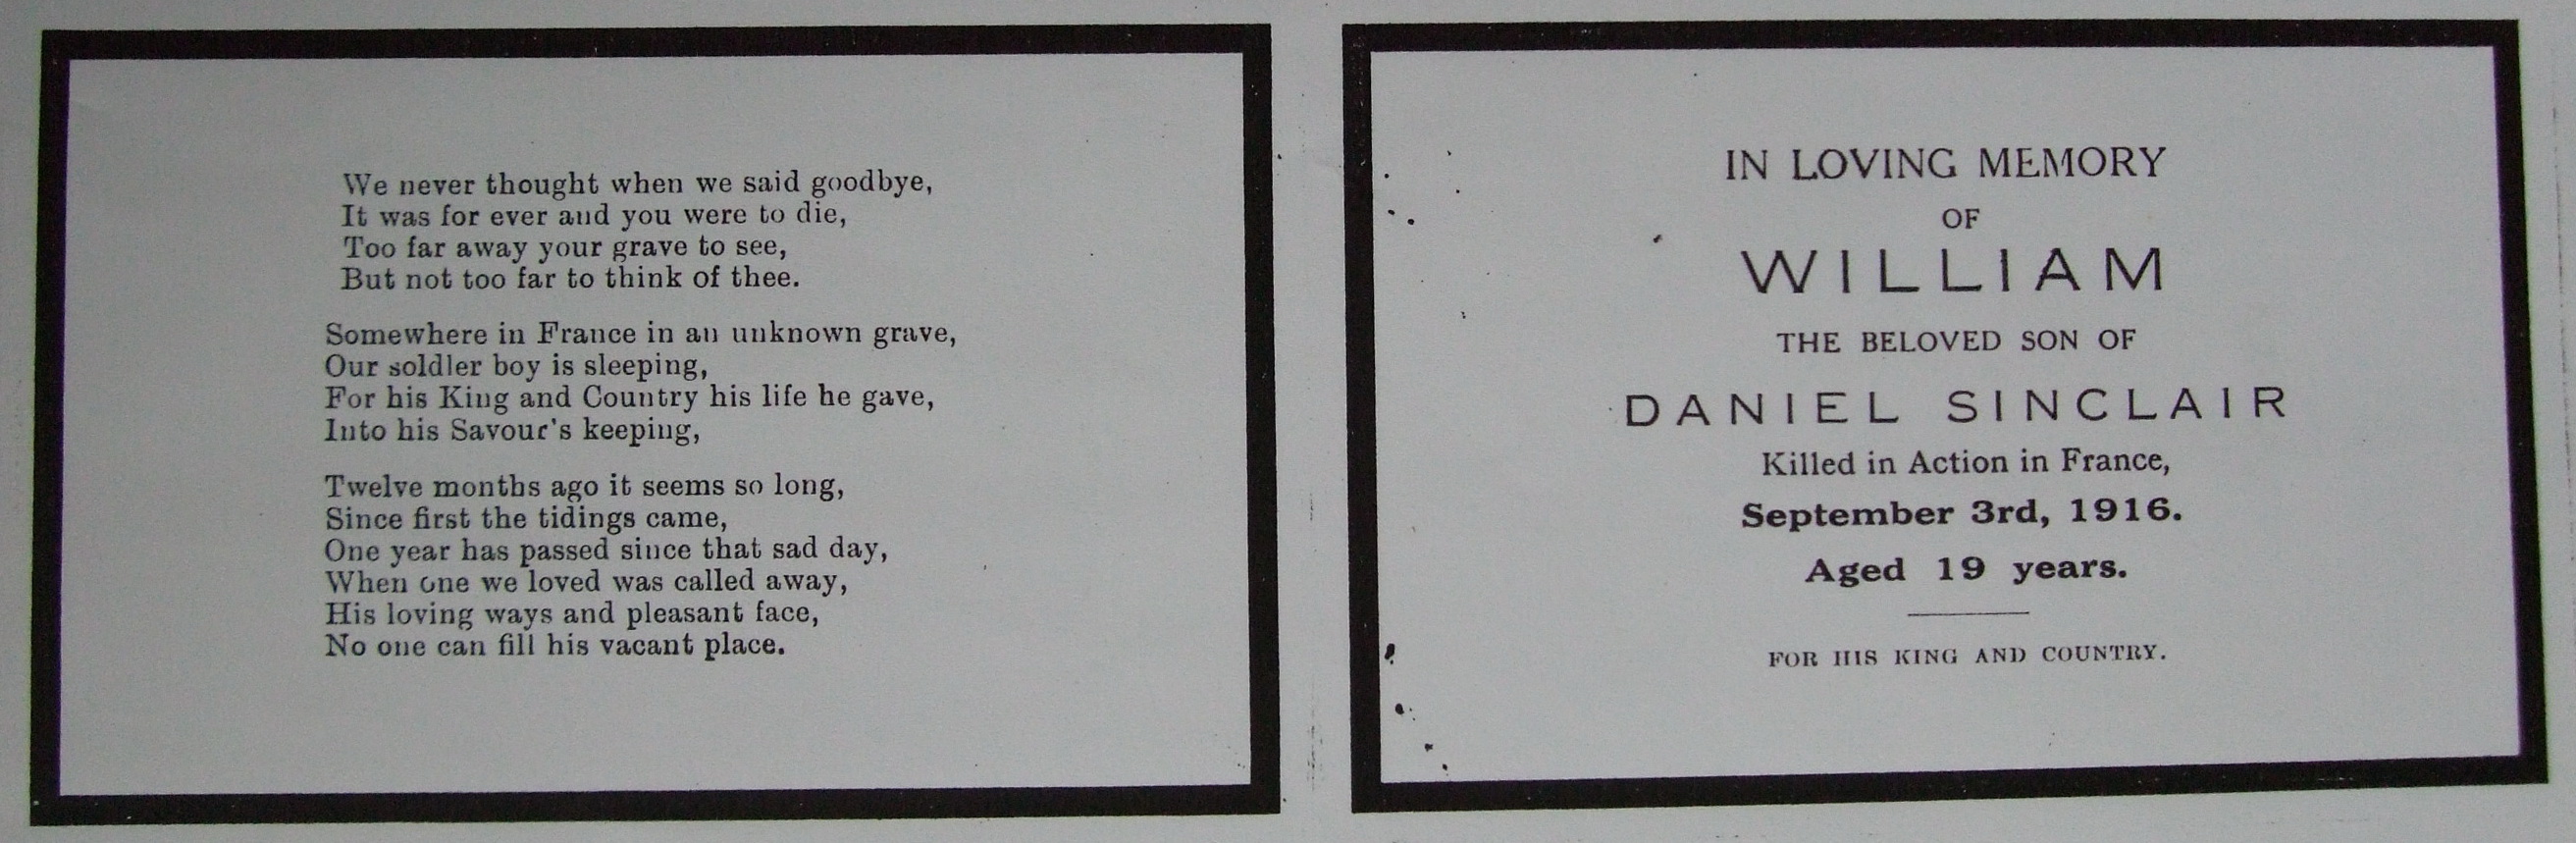 We never thought when we said goodbye,
It was for ever and you were to die,
Too far away your grave to see,
But not too far to think of thee.
Somewhere in France in an unknown grave,
Our soldler boy is sleeping,
For his King and Country his life he gave,
Into his Savour's keeping,
Twelve months ago it seems so long,
Since first the tidings came,
One year has passed since that sad day,
When one we loved was called away,
His loving ways and pleasant face,
No one can fill his vacant place.
IN LOVING MEMORY
OF
WILLIAM
THE BELOVED SON OF
DANIEL SINCLAIR
Killed in Action in France,
September 3rd, 1916.
Aged 19 years.
FOR HIS KING AND COUNTRY.